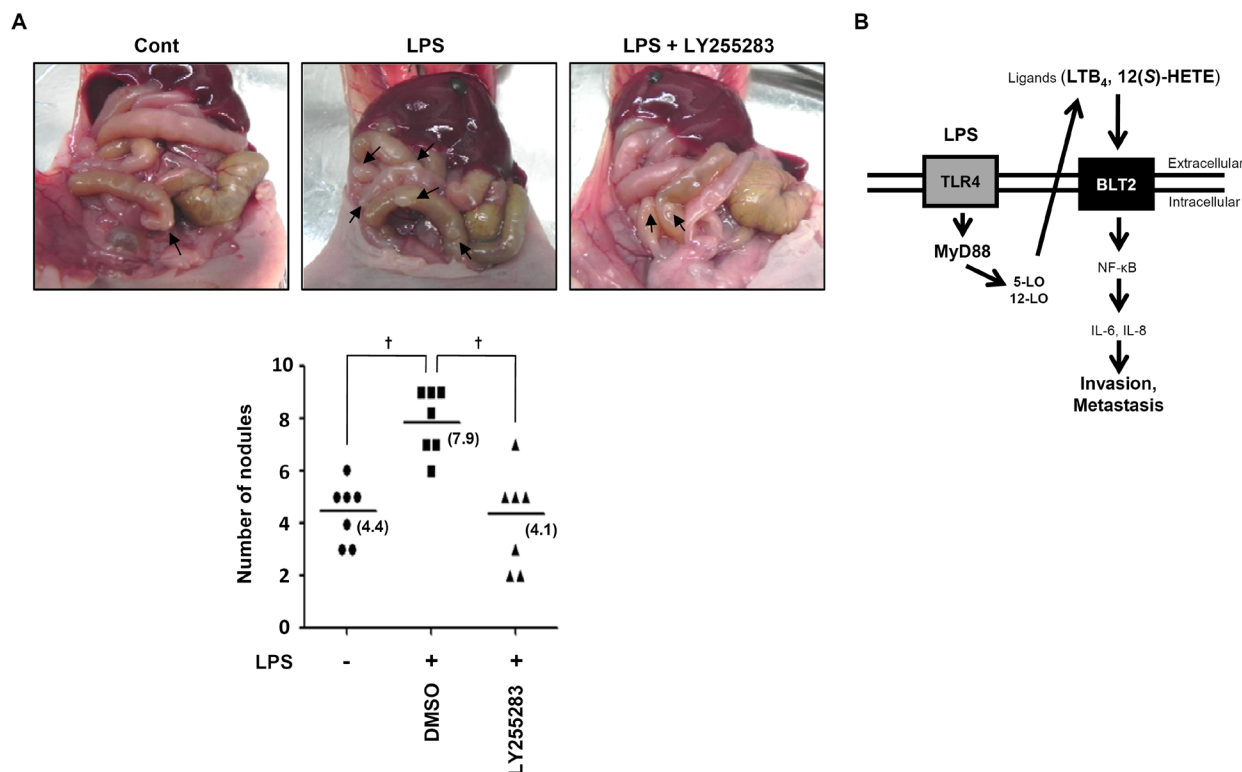 A
Cont
LPS
LPS + LY255283
†
†
Number of nodules
10
8
6
4
2
0
(4.4)
(7.9)
(4.1)
LPS
-
+
+
DMSO
LY255283
B
Ligands (LTB₄, 12(S)-HETE)
LPS
TLR4
BLT2
Extracellular
Intracellular
MyD88
5-LO
12-LO
NF-κB
IL-6, IL-8
Invasion,
Metastasis